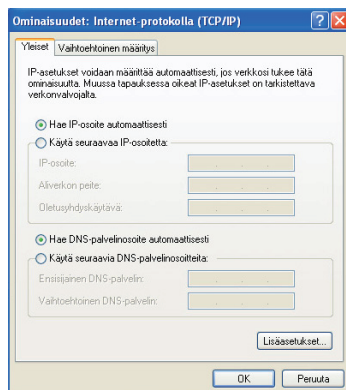 Ominaisuudet: Internet-protokolla (TCP/IP)
Yleiset Vaihtoehtoinen määritys
IP-asetukset voidaan määrittää automaattisesti, jos verkkosi tukee tätä
ominaisuutta. Muussa tapauksessa oikeat IP-asetukset on tarkistettava
verkonvalvojalta.
Hae IP-osoite automaattisesti
Käytä seuraavaa IP-osoitetta:
IP-osoite:
Aliverkon peite:
Oletusyhdyskäytävä:
Hae DNS-palvelinosoite automaattisesti
Käytä seuraavia DNS-palvelinosoitteita:
Ensisijainen DNS-palvelin:
Vaihtoehtoinen DNS-palvelin:
Lisäasetukset...
OK Peruuta